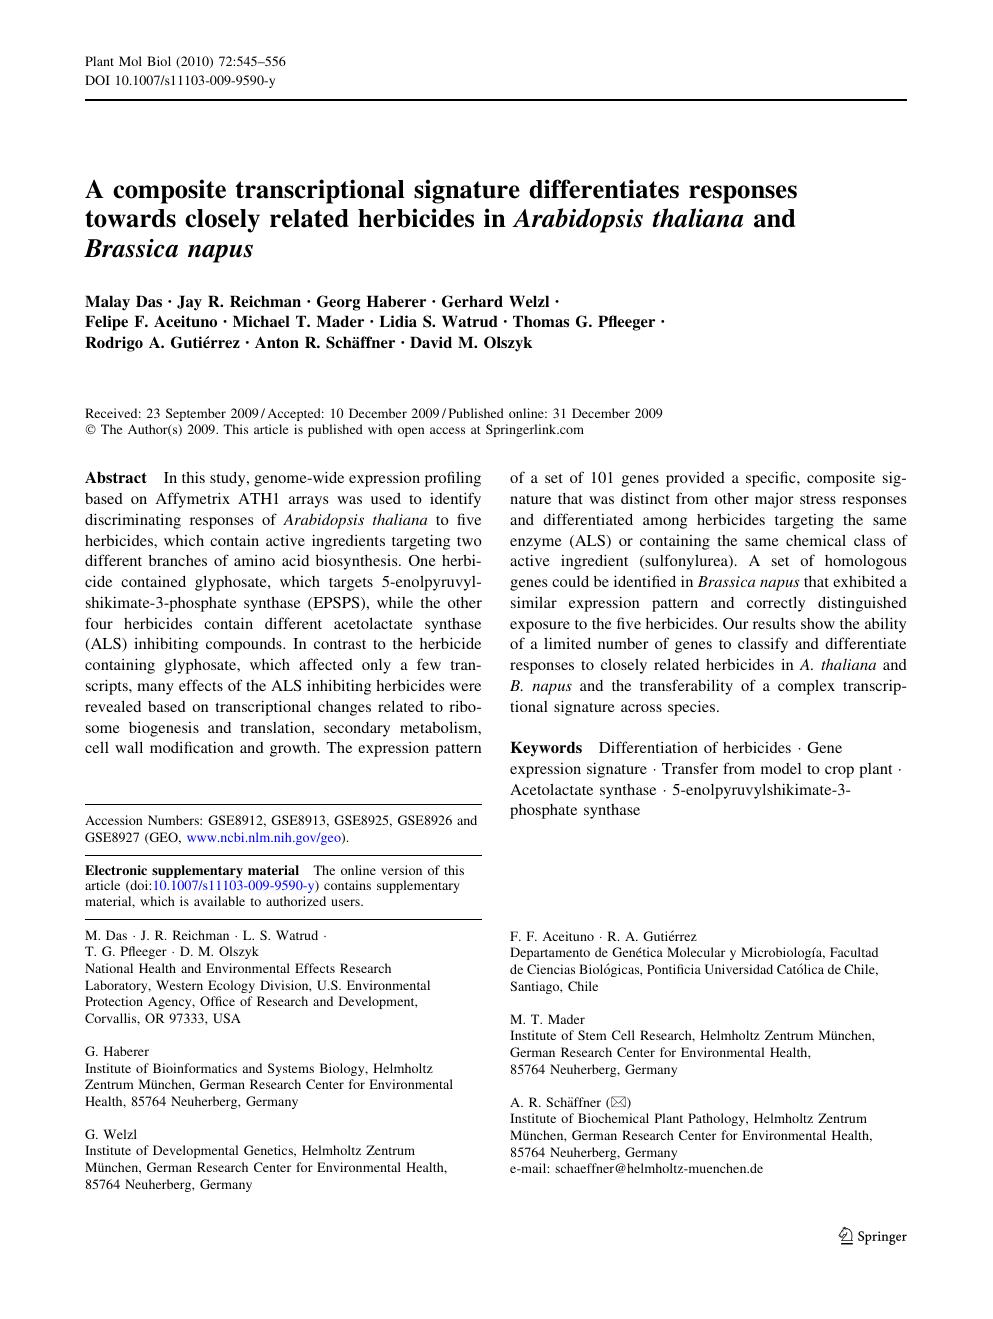 Plant Mol Biol (2010) 72:545–556
DOI 10.1007/s11103-009-9590-y
A composite transcriptional signature differentiates responses
towards closely related herbicides in Arabidopsis thaliana and
Brassica napus
Malay Das · Jay R. Reichman · Georg Haberer · Gerhard Welzl ·
Felipe F. Aceituno · Michael T. Mader · Lidia S. Watrud · Thomas G. Pfleeger ·
Rodrigo A. Gutiérrez · Anton R. Schäffner · David M. Olszyk
Received: 23 September 2009 / Accepted: 10 December 2009 / Published online: 31 December 2009
© The Author(s) 2009. This article is published with open access at Springerlink.com
Abstract In this study, genome-wide expression profiling
based on Affymetrix ATH1 arrays was used to identify
discriminating responses of Arabidopsis thaliana to five
herbicides, which contain active ingredients targeting two
different branches of amino acid biosynthesis. One herbi-
cide contained glyphosate, which targets 5-enolpyruvyl-
shikimate-3-phosphate synthase (EPSPS), while the other
four herbicides contain different acetolactate synthase
(ALS) inhibiting compounds. In contrast to the herbicide
containing glyphosate, which affected only a few tran-
scripts, many effects of the ALS inhibiting herbicides were
revealed based on transcriptional changes related to ribo-
some biogenesis and translation, secondary metabolism,
cell wall modification and growth. The expression pattern
of a set of 101 genes provided a specific, composite sig-
nature that was distinct from other major stress responses
and differentiated among herbicides targeting the same
enzyme (ALS) or containing the same chemical class of
active ingredient (sulfonylurea). A set of homologous
genes could be identified in Brassica napus that exhibited a
similar expression pattern and correctly distinguished
exposure to the five herbicides. Our results show the ability
of a limited number of genes to classify and differentiate
responses to closely related herbicides in A. thaliana and
B. napus and the transferability of a complex transcrip-
tional signature across species.
Keywords Differentiation of herbicides · Gene
expression signature · Transfer from model to crop plant ·
Acetolactate synthase · 5-enolpyruvylshikimate-3-
phosphate synthase
Accession Numbers: GSE8912, GSE8913, GSE8925, GSE8926 and
GSE8927 (GEO, www.ncbi.nlm.nih.gov/geo).
Electronic supplementary material The online version of this
article (doi:10.1007/s11103-009-9590-y) contains supplementary
material, which is available to authorized users.
M. Das · J. R. Reichman · L. S. Watrud ·
T. G. Pfleeger · D. M. Olszyk
National Health and Environmental Effects Research
Laboratory, Western Ecology Division, U.S. Environmental
Protection Agency, Office of Research and Development,
Corvallis, OR 97333, USA
G. Haberer
Institute of Bioinformatics and Systems Biology, Helmholtz
Zentrum München, German Research Center for Environmental
Health, 85764 Neuherberg, Germany
G. Welzl
Institute of Developmental Genetics, Helmholtz Zentrum
München, German Research Center for Environmental Health,
85764 Neuherberg, Germany
F. F. Aceituno · R. A. Gutiérrez
Departamento de Genética Molecular y Microbiología, Facultad
de Ciencias Biológicas, Pontificia Universidad Católica de Chile,
Santiago, Chile
M. T. Mader
Institute of Stem Cell Research, Helmholtz Zentrum München,
German Research Center for Environmental Health,
85764 Neuherberg, Germany
A. R. Schäffner (✉)
Institute of Biochemical Plant Pathology, Helmholtz Zentrum
München, German Research Center for Environmental Health,
85764 Neuherberg, Germany
e-mail: schaeffner@helmholtz-muenchen.de
Springer